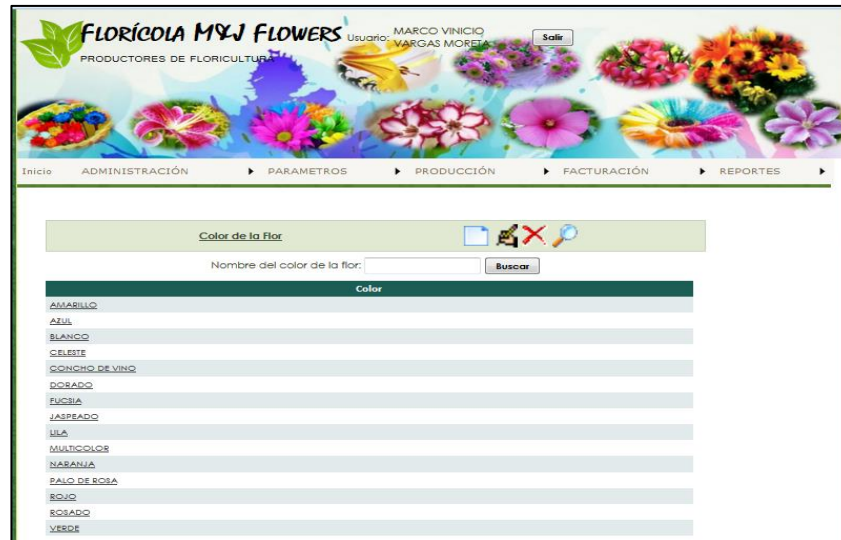 FLORÍCOLA M&J FLOWERS
PRODUCTORES DE FLORICULTURA
Usuario: MARCO VINICIO
VARGAS MORETA
Salir
Inicio ADMINISTRACIÓN PARAMETROS PRODUCCIÓN FACTURACIÓN REPORTES
Color de la Flor
Nombre del color de la flor: Buscar
Color
AMARILLO
AZUL
BLANCO
CELESTE
CONCHO DE VINO
DORADO
FUCSIA
JASPEADO
LILA
MULTICOLOR
NARANJA
PALO DE ROSA
ROJO
ROSADO
VERDE